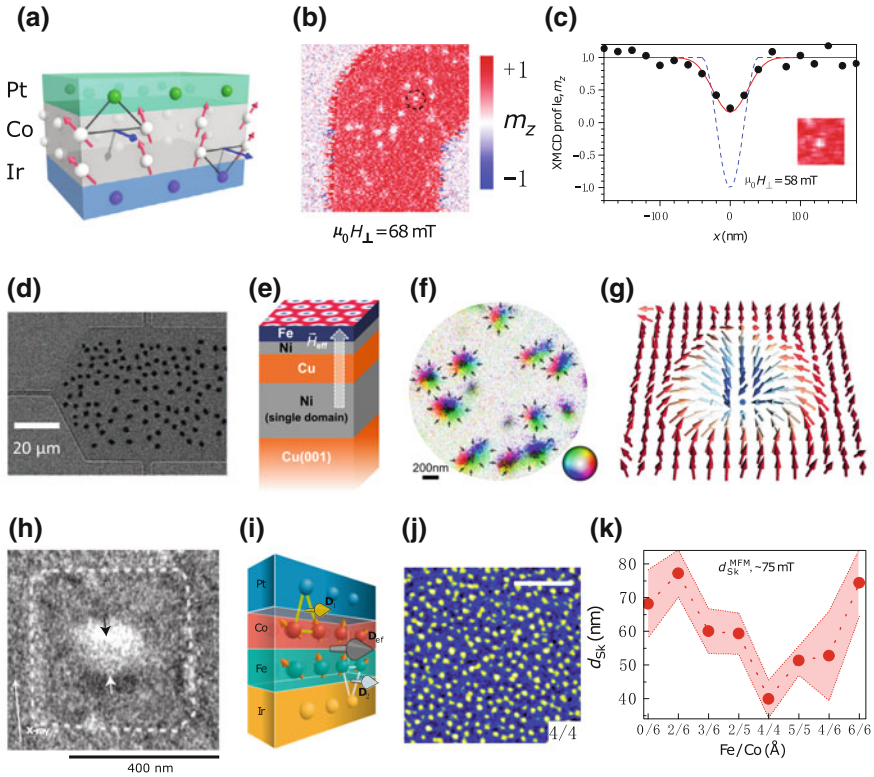 (a)
Pt
Co
Ir
(b)
+1
m_z
−1
μ₀H⊥=68 mT
(c)
XMCD profile, m_z
1.0
0.5
0.0
−0.5
−1.0
μ₀H⊥=58 mT
−100
0
100
x(nm)
(d)
20 μm
(e)
Fe
H̄eff
Ni
Cu
Ni
(single domain)
Cu(001)
(f)
200nm
(g)
(h)
X-ray
400 nm
(i)
Pt
D₁
Co
D_ef
Fe
D₂
Ir
(j)
4/4
(k)
d_Sk^MFM, ~75 mT
d_Sk (nm)
80
70
60
50
40
0/6 2/6 3/6 2/5 4/4 5/5 4/6 6/6
Fe/Co(Å)